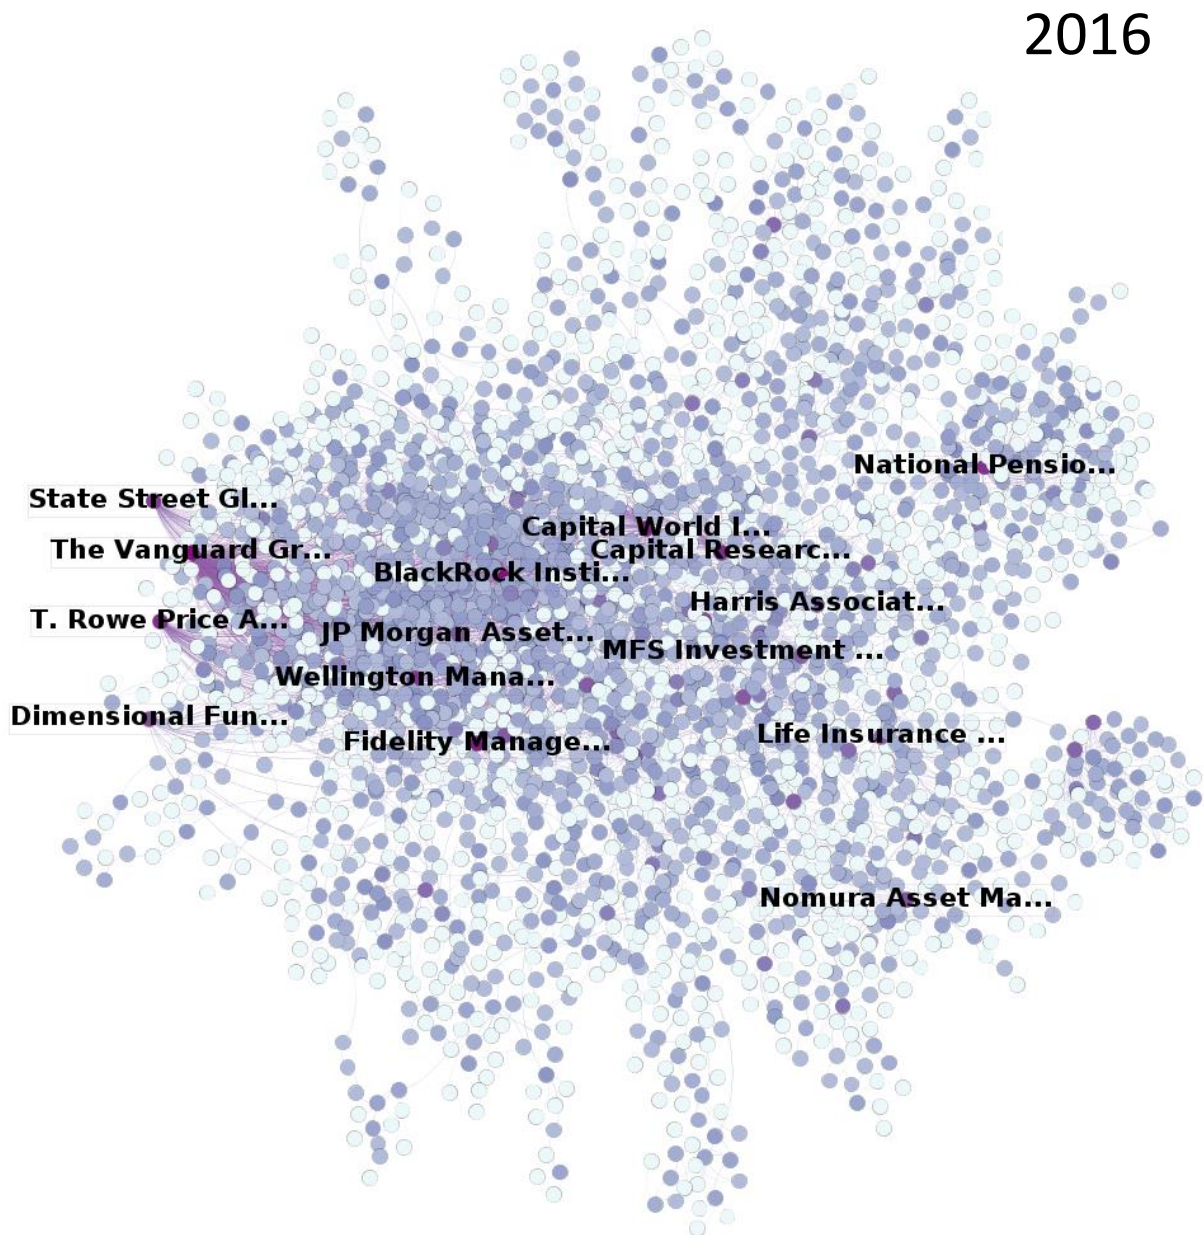 2016
National Pensio...
State Street Gl...
Capital World I...
The Vanguard Gr...
Capital Researc...
BlackRock Insti...
Harris Associat...
T. Rowe Price A...
JP Morgan Asset...
MFS Investment ...
Wellington Mana...
Dimensional Fun...
Life Insurance ...
Fidelity Manage...
Nomura Asset Ma...